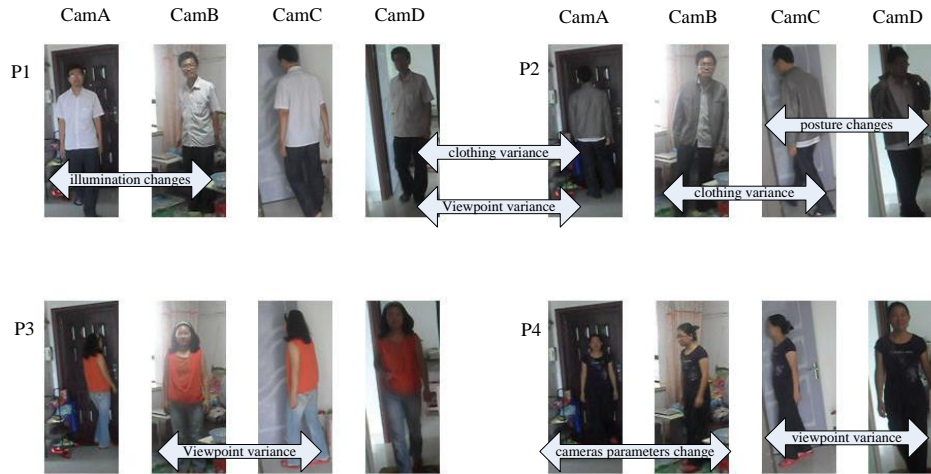 CamA CamB CamC CamD CamA CamB CamC CamD
P1 P2
posture changes
clothing variance
illumination changes clothing variance
Viewpoint variance
P3 P4
viewpoint variance
Viewpoint variance cameras parameters change